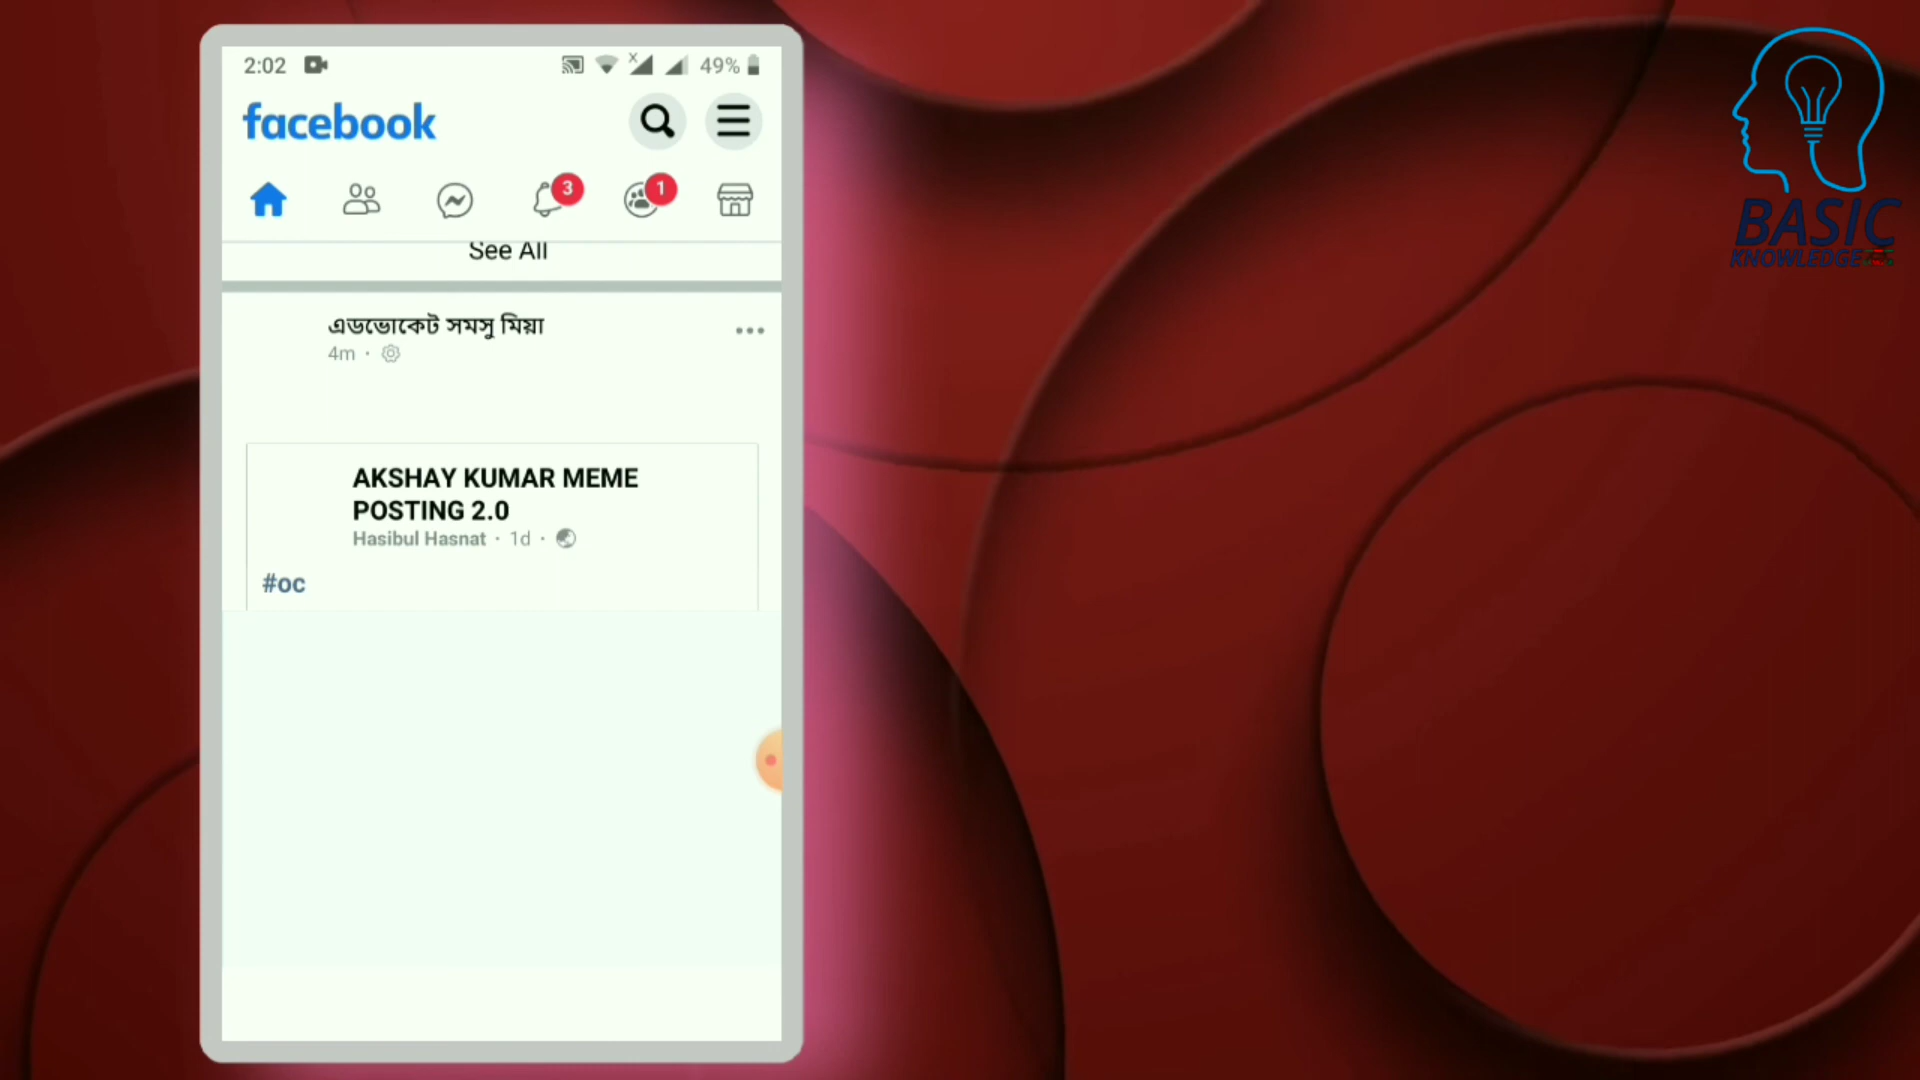 2:02
49%
facebook
3
1
See All
এডভোকেট সমসু মিয়া
4m ·
AKSHAY KUMAR MEME
POSTING 2.0
Hasibul Hasnat · 1d ·
#oc
BASIC
KNOWLEDGE